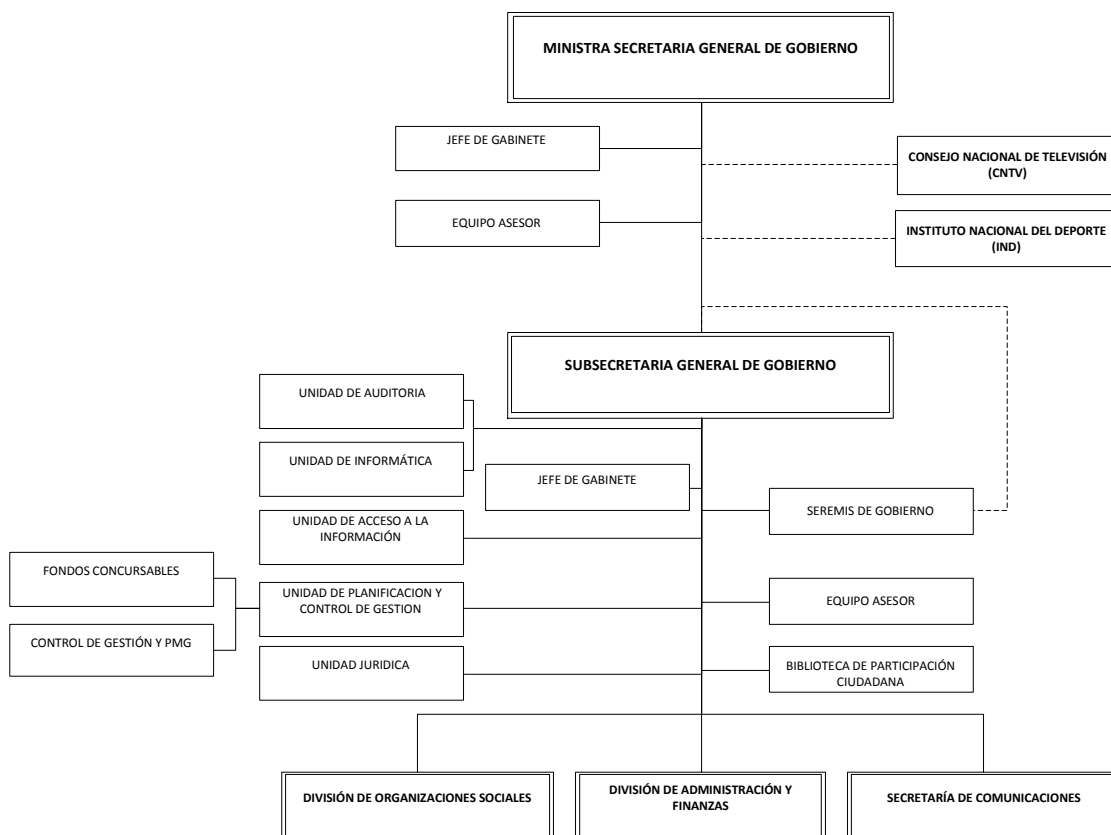 MINISTRA SECRETARIA GENERAL DE GOBIERNO
JEFE DE GABINETE
CONSEJO NACIONAL DE TELEVISIÓN
(CNTV)
EQUIPO ASESOR
INSTITUTO NACIONAL DEL DEPORTE
(IND)
SUBSECRETARIA GENERAL DE GOBIERNO
UNIDAD DE AUDITORIA
UNIDAD DE INFORMÁTICA
JEFE DE GABINETE
UNIDAD DE ACCESO A LA
INFORMACIÓN
SEREMIS DE GOBIERNO
FONDOS CONCURSABLES
UNIDAD DE PLANIFICACION Y
CONTROL DE GESTION
EQUIPO ASESOR
CONTROL DE GESTIÓN Y PMG
UNIDAD JURIDICA
BIBLIOTECA DE PARTICIPACIÓN
CIUDADANA
DIVISIÓN DE ORGANIZACIONES SOCIALES
DIVISIÓN DE ADMINISTRACIÓN Y
FINANZAS
SECRETARÍA DE COMUNICACIONES